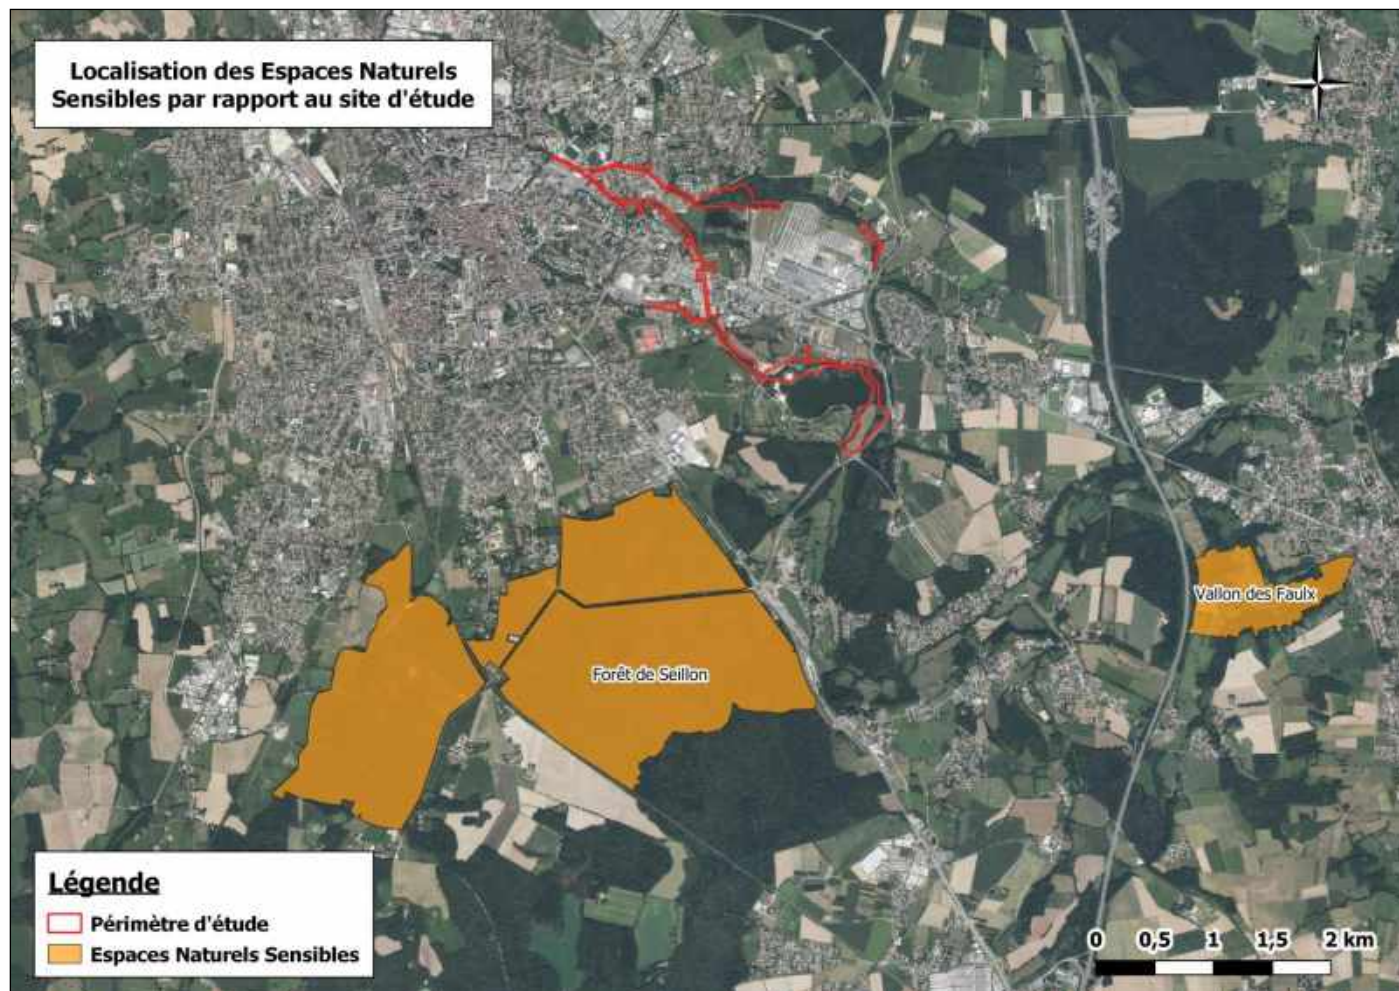 Localisation des Espaces Naturels
Sensibles par rapport au site d'étude
Vallon des Faulx
Forêt de Seillon
Légende
Périmètre d'étude
Espaces Naturels Sensibles
0 0,5 1 1,5 2 km